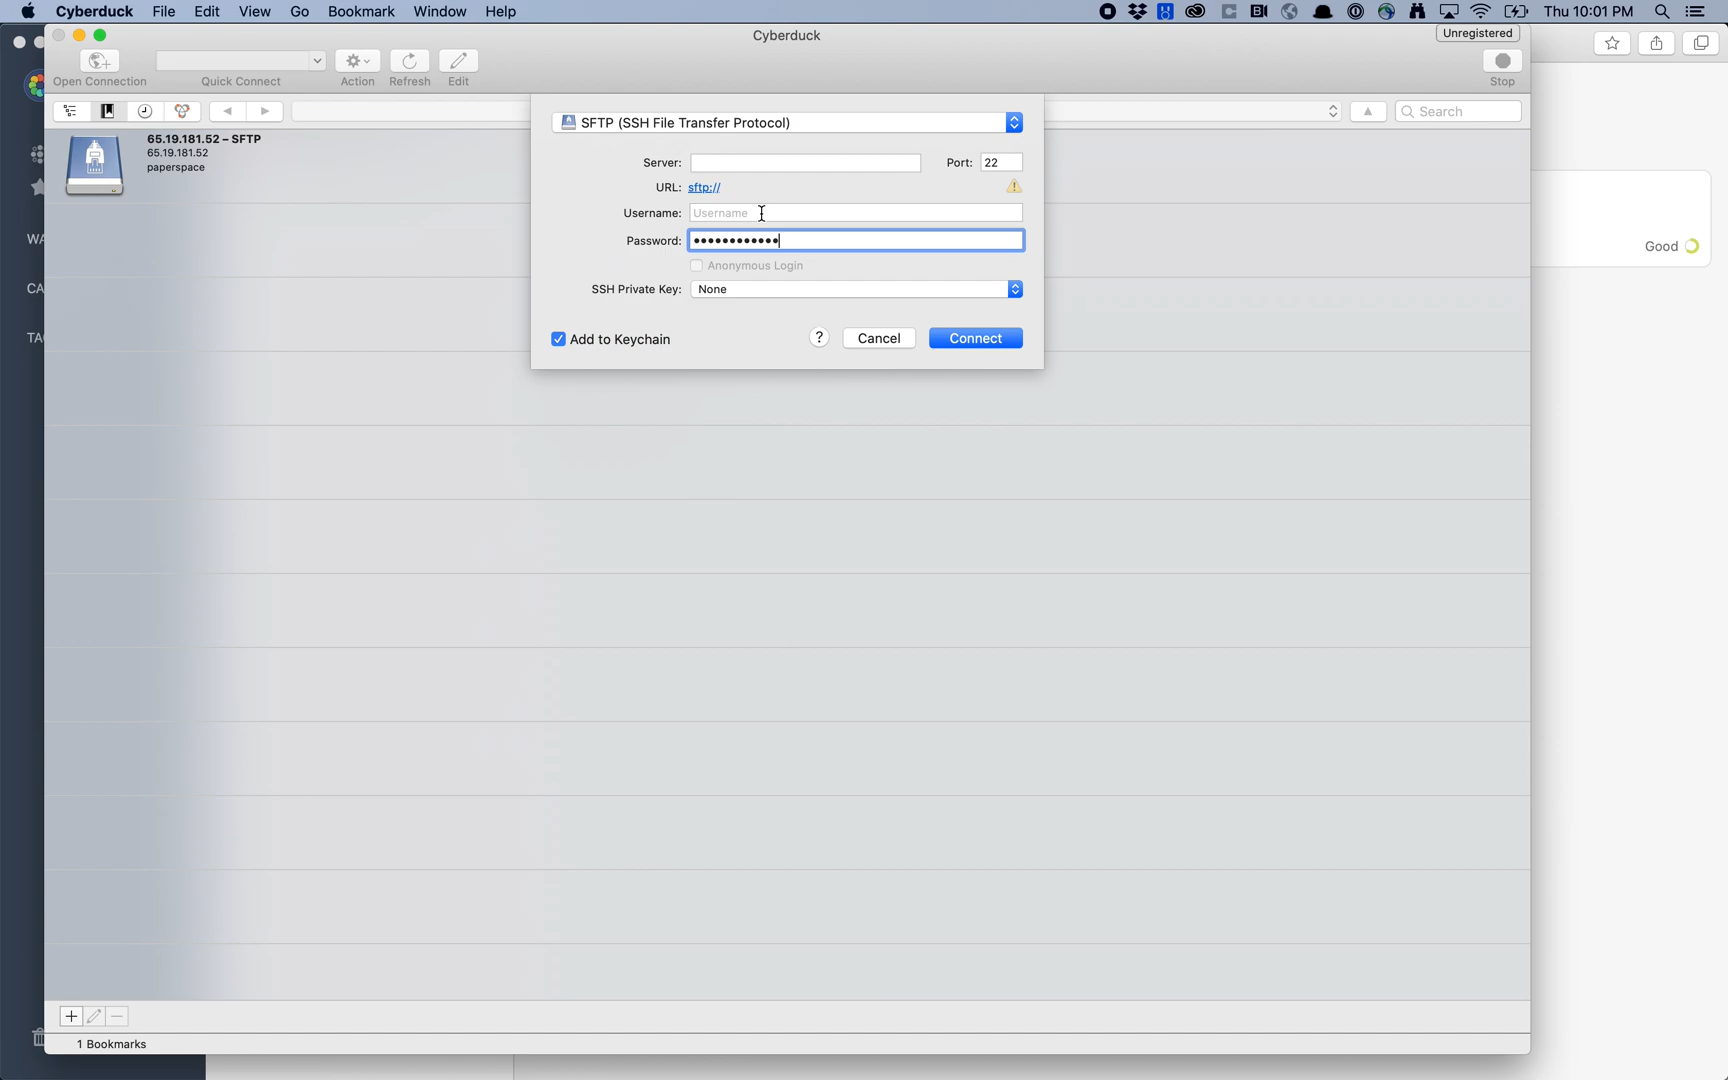 Cyberduck File Edit View Go Bookmark Window Help Thu 10:01 PM
Cyberduck
Unregistered
Open Connection Quick Connect Action Refresh Edit Stop
Search
65.19.181.52 – SFTP
65.19.181.52
paperspace
SFTP (SSH File Transfer Protocol)
Server: Port: 22
URL: sftp://
Username: Username
Password: ••••••••••••
Anonymous Login
SSH Private Key: None
Add to Keychain ? Cancel Connect
WA
CA
TAG
Good
1 Bookmarks